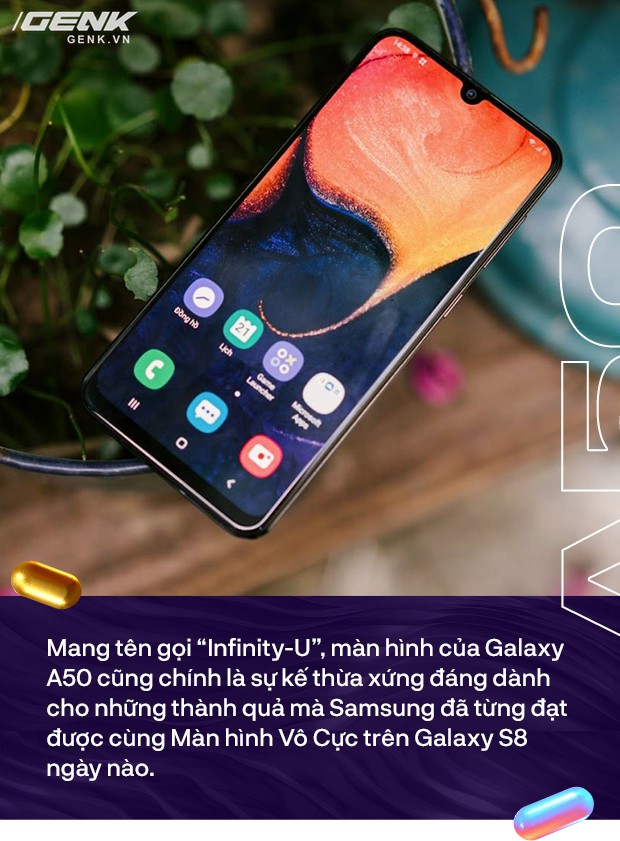 GENK
GENK.VN
Đồng hồ
Lịch
21
Game
Launcher
Microsoft
Apps
A50
Mang tên gọi “Infinity-U”, màn hình của Galaxy
A50 cũng chính là sự kế thừa xứng đáng dành
cho những thành quả mà Samsung đã từng đạt
được cùng Màn hình Vô Cực trên Galaxy S8
ngày nào.